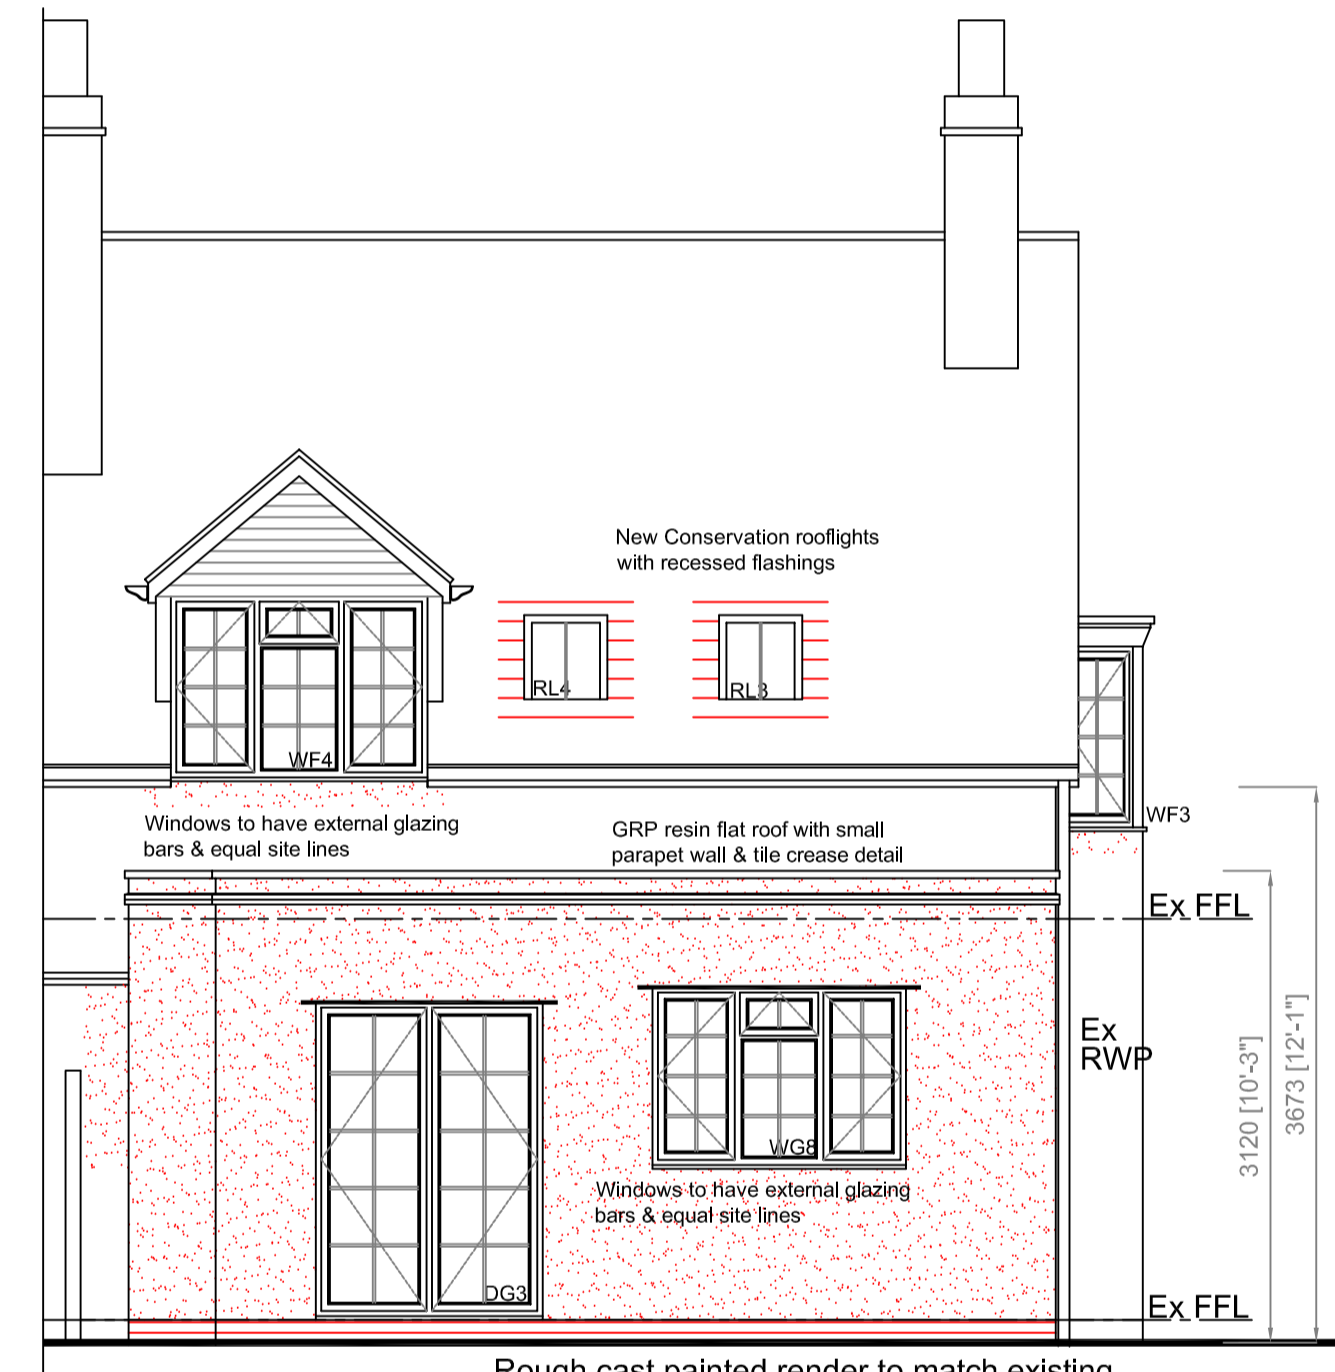 New Conservation rooflights
with recessed flashings
RL4
RL3
WF4
WF3
Windows to have external glazing
bars & equal site lines
GRP resin flat roof with small
parapet wall & tile crease detail
Ex FFL
Ex
RWP
3120 [10'-3"]
3673 [12'-1"]
WG8
Windows to have external glazing
bars & equal site lines
DG3
Ex FFL
Rough cast painted render to match existing